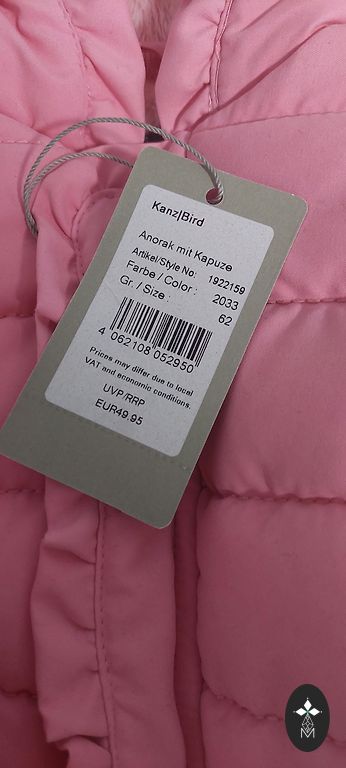 Kanz|Bird
Anorak mit Kapuze
Artikel/Style No: 1922159
Farbe / Color : 2033
Gr. / Size : 62
4 062108 052950
Prices may differ due to local
VAT and economic conditions.
UVP/RRP
EUR49.95